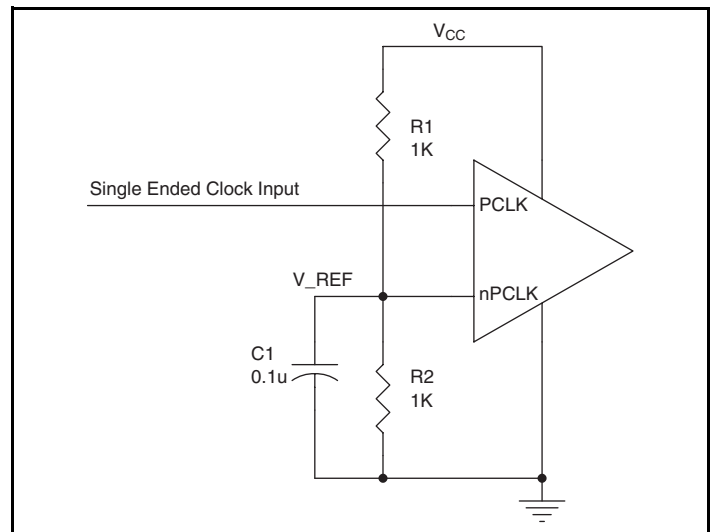 V_CC
R1
1K
Single Ended Clock Input
PCLK
V_REF
nPCLK
C1
0.1u
R2
1K